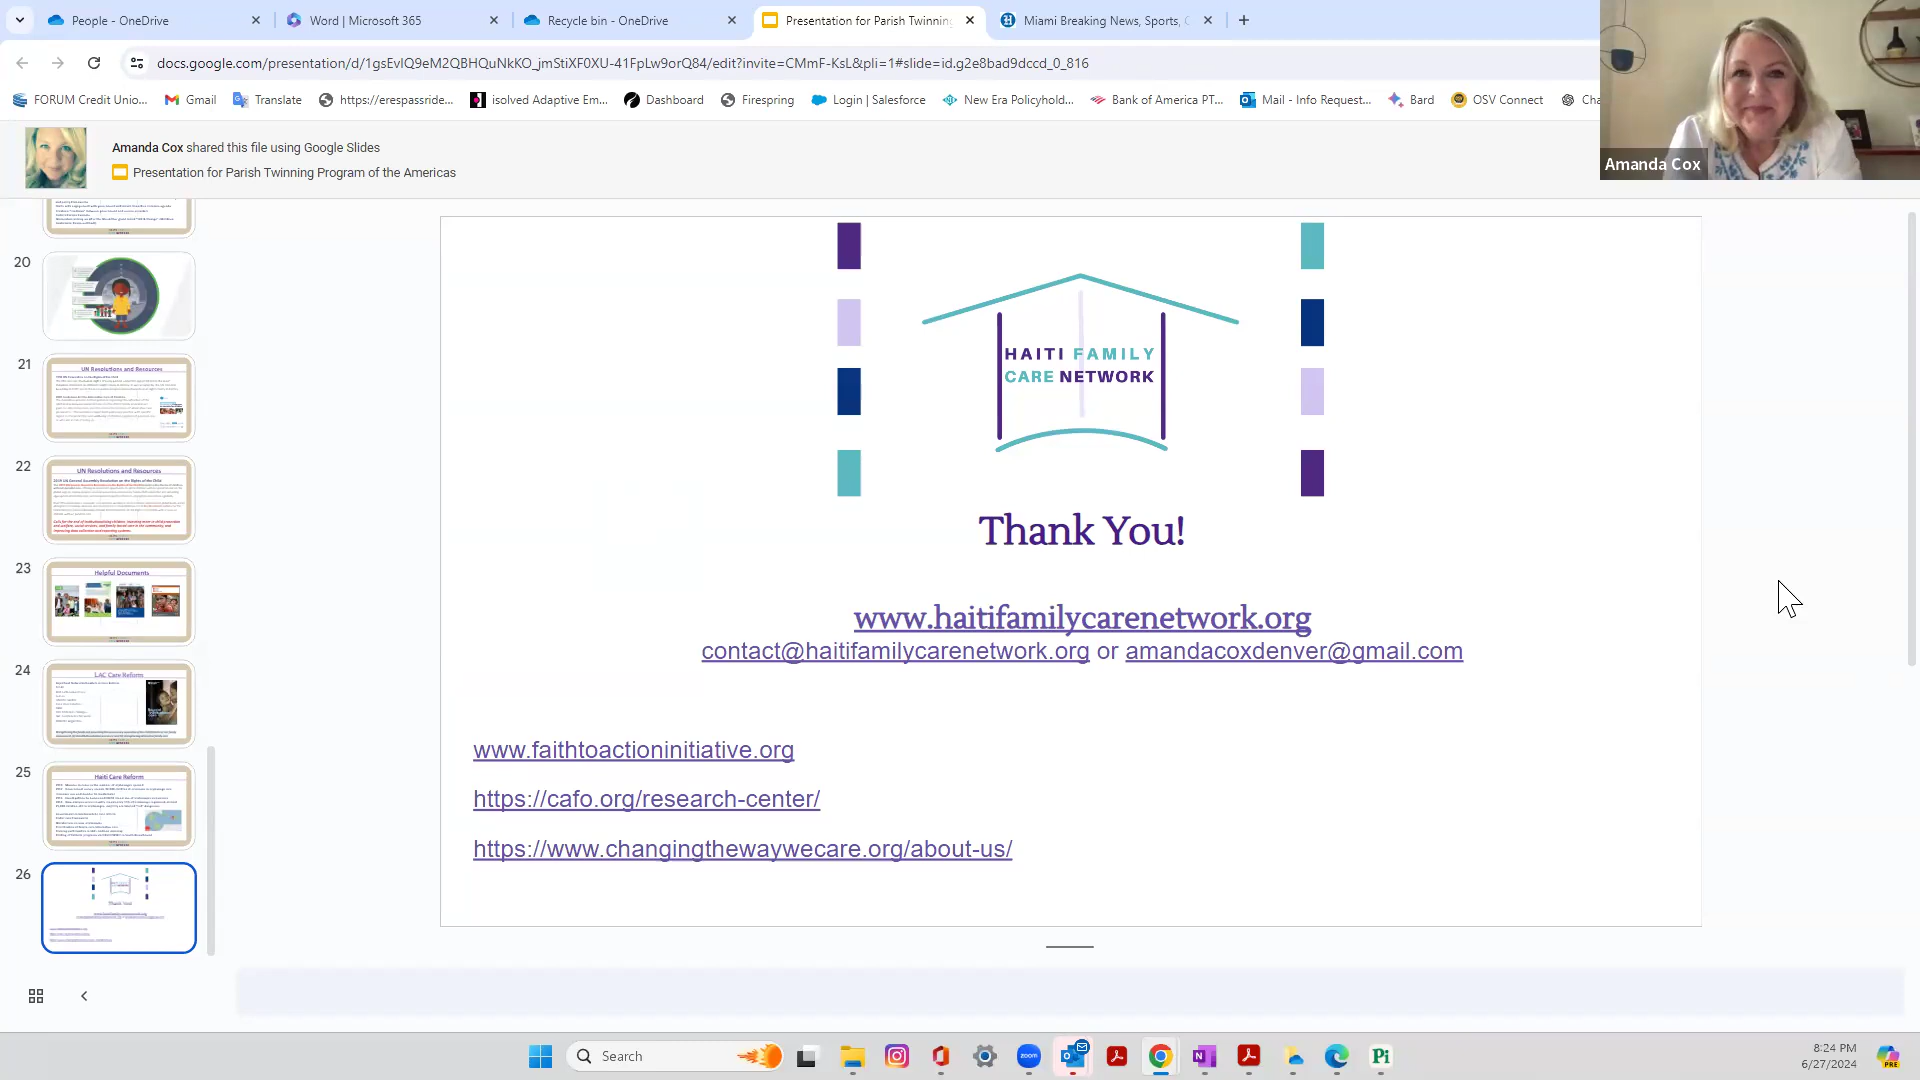 People - OneDrive
Word | Microsoft 365
Recycle bin - OneDrive
Presentation for Parish Twinning
Miami Breaking News, Sports,
docs.google.com/presentation/d/1gsEvlQ9eM2QBHQuNkKO_jmStiXF0XU-41FpLw9orQ84/edit?invite=CMmF-KsL&pli=1#slide=id.g2e8bad9dccd_0_816
FORUM Credit Unio...
Gmail
Translate
https://erespassride...
isolved Adaptive Em...
Dashboard
Firespring
Login | Salesforce
New Era Policyhold...
Bank of America PT...
Mail - Info Request...
Bard
OSV Connect
Amanda Cox
Amanda Cox shared this file using Google Slides
Presentation for Parish Twinning Program of the Americas
20
21
UN Resolutions and Resources
22
UN Resolutions and Resources
23
Helpful Documents
24
LAC Care Reform
25
Haiti Care Reform
26
HAITI FAMILY
CARE NETWORK
Thank You!
www.haitifamilycarenetwork.org
contact@haitifamilycarenetwork.org or amandacoxdenver@gmail.com
www.faithtoactioninitiative.org
https://cafo.org/research-center/
https://www.changingthewaywecare.org/about-us/
Search
8:24 PM
6/27/2024